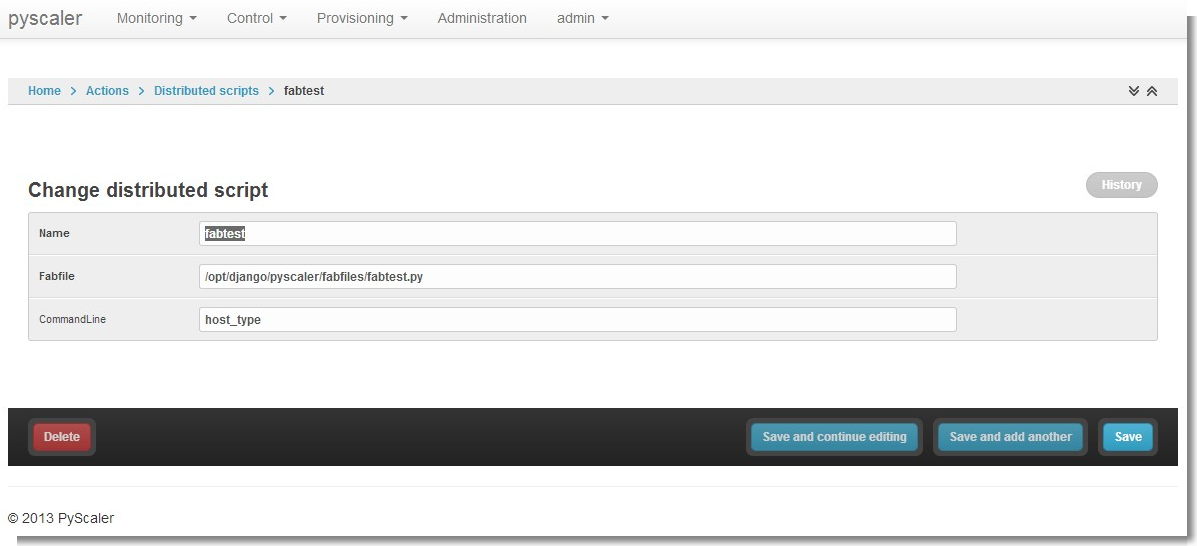 pyscaler Monitoring Control Provisioning Administration admin
Home > Actions > Distributed scripts > fabtest
Change distributed script History
Name fabtest
Fabfile /opt/django/pyscaler/fabfiles/fabtest.py
CommandLine host_type
Delete Save and continue editing Save and add another Save
© 2013 PyScaler